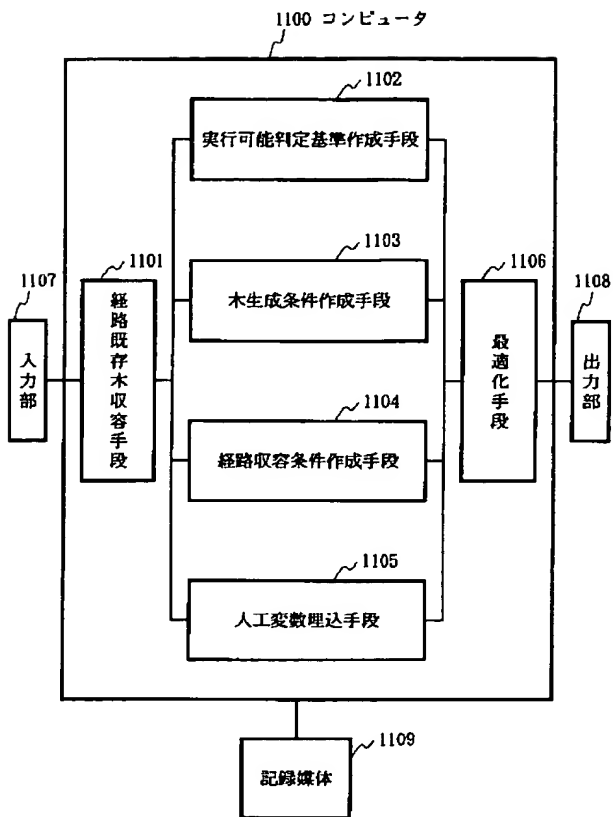 1100 コンピュータ
1102
実行可能判定基準作成手段
1103
木生成条件作成手段
1101
経路既存木収容手段
1106
最適化手段
1107
入力部
1108
出力部
1104
経路収容条件作成手段
1105
人工変数埋込手段
1109
記録媒体